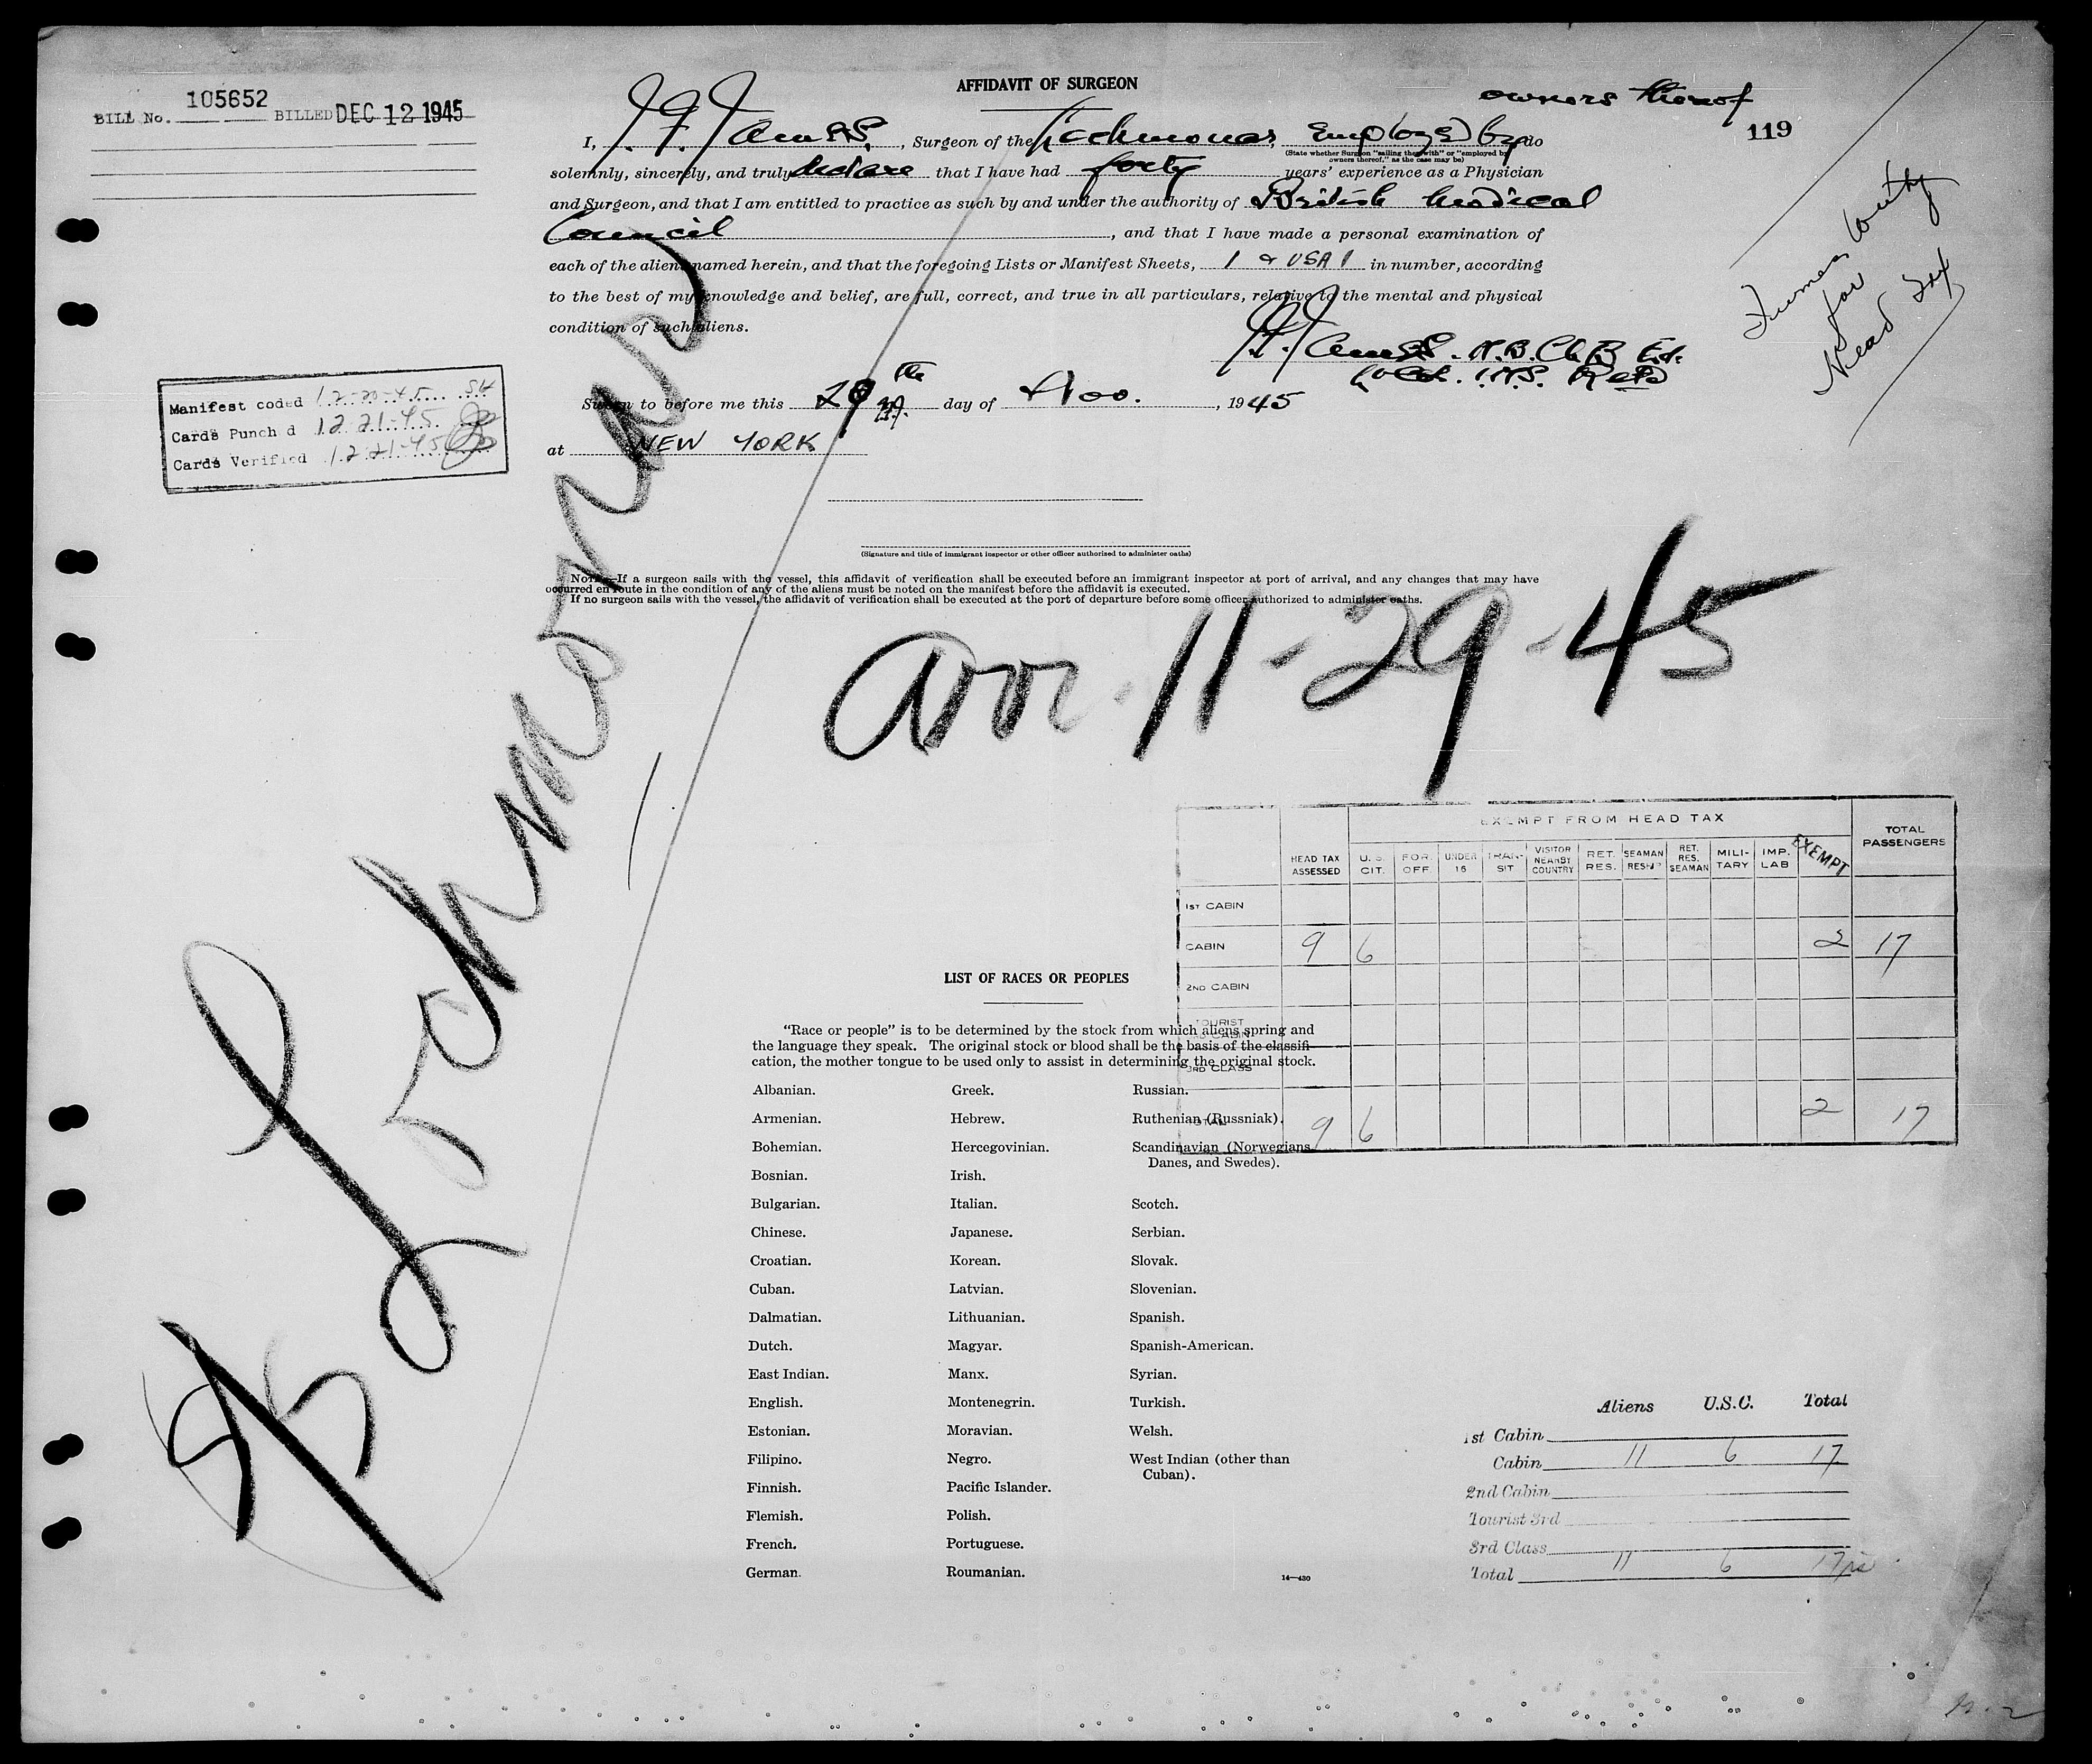 AFFIDAVIT OF SURGEON
owners thereof
119
BILL No. 105652 BILLED DEC 12 1945
I, , Surgeon of the Lochmonar, Employed by do
(State whether Surgeon "sailing therewith" or "employed by
owners thereof," as the case may be)
solemnly, sincerely, and truly declare that I have had forty years' experience as a Physician
and Surgeon, and that I am entitled to practice as such by and under the authority of British Medical
Council , and that I have made a personal examination of
each of the aliens named herein, and that the foregoing Lists or Manifest Sheets, 1 & USA 1 in number, according
to the best of my knowledge and belief, are full, correct, and true in all particulars, relative to the mental and physical
condition of such aliens.
Sworn to before me this 29th day of Nov. , 1945
at NEW YORK
Manifest coded 12-20-45
Cards Punch d 12 21-45
Cards Verified 12-21-45
Furness Withy
for
Head Tax
(Signature and title of immigrant inspector or other officer authorized to administer oaths)
NOTE.—If a surgeon sails with the vessel, this affidavit of verification shall be executed before an immigrant inspector at port of arrival, and any changes that may have
occurred en route in the condition of any of the aliens must be noted on the manifest before the affidavit is executed.
If no surgeon sails with the vessel, the affidavit of verification shall be executed at the port of departure before some officer authorized to administer oaths.
Lochmonar
arr. 11-29-45
EXEMPT FROM HEAD TAX
HEAD TAX ASSESSED U.S. CIT. FOR. OFF. UNDER 16 TRAN-SIT VISITOR NEARBY COUNTRY RET. RES. SEAMAN RESH'P RET. RES. SEAMAN MILI-TARY IMP. LAB EXEMPT TOTAL PASSENGERS
1ST CABIN
CABIN 9 6 2 17
2ND CABIN
TOURIST
3RD CABIN
3RD CLASS
TOTAL 9 6 2 17
LIST OF RACES OR PEOPLES
"Race or people" is to be determined by the stock from which aliens spring and
the language they speak. The original stock or blood shall be the basis of the classifi-
cation, the mother tongue to be used only to assist in determining the original stock.
Albanian. Greek. Russian.
Armenian. Hebrew. Ruthenian (Russniak).
Bohemian. Hercegovinian. Scandinavian (Norwegians,
Danes, and Swedes).
Bosnian. Irish.
Bulgarian. Italian. Scotch.
Chinese. Japanese. Serbian.
Croatian. Korean. Slovak.
Cuban. Latvian. Slovenian.
Dalmatian. Lithuanian. Spanish.
Dutch. Magyar. Spanish-American.
East Indian. Manx. Syrian.
English. Montenegrin. Turkish.
Estonian. Moravian. Welsh.
Filipino. Negro. West Indian (other than
Cuban).
Finnish. Pacific Islander.
Flemish. Polish.
French. Portuguese.
German. Roumanian.
14—430
Aliens U.S.C. Total
1st Cabin
Cabin 11 6 17
2nd Cabin
Tourist 3rd
3rd Class
Total 11 6 17